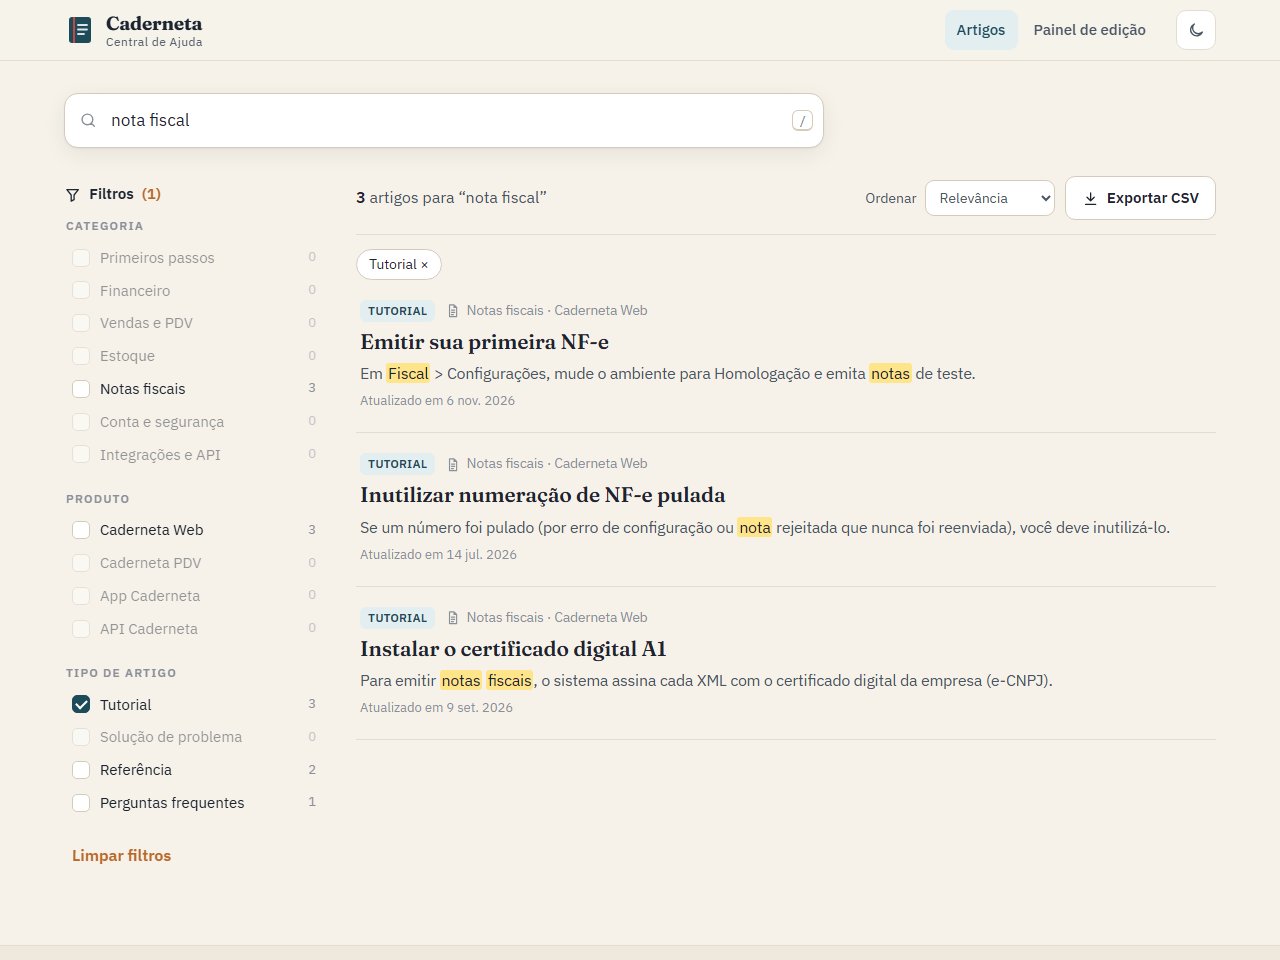 Caderneta
Central de Ajuda
Artigos
Painel de edição
nota fiscal
/
Filtros (1)
CATEGORIA
Primeiros passos 0
Financeiro 0
Vendas e PDV 0
Estoque 0
Notas fiscais 3
Conta e segurança 0
Integrações e API 0
PRODUTO
Caderneta Web 3
Caderneta PDV 0
App Caderneta 0
API Caderneta 0
TIPO DE ARTIGO
Tutorial 3
Solução de problema 0
Referência 2
Perguntas frequentes 1
Limpar filtros
3 artigos para “nota fiscal”
Ordenar
Relevância
Exportar CSV
Tutorial ×
TUTORIAL Notas fiscais · Caderneta Web
Emitir sua primeira NF-e
Em Fiscal > Configurações, mude o ambiente para Homologação e emita notas de teste.
Atualizado em 6 nov. 2026
TUTORIAL Notas fiscais · Caderneta Web
Inutilizar numeração de NF-e pulada
Se um número foi pulado (por erro de configuração ou nota rejeitada que nunca foi reenviada), você deve inutilizá-lo.
Atualizado em 14 jul. 2026
TUTORIAL Notas fiscais · Caderneta Web
Instalar o certificado digital A1
Para emitir notas fiscais, o sistema assina cada XML com o certificado digital da empresa (e-CNPJ).
Atualizado em 9 set. 2026